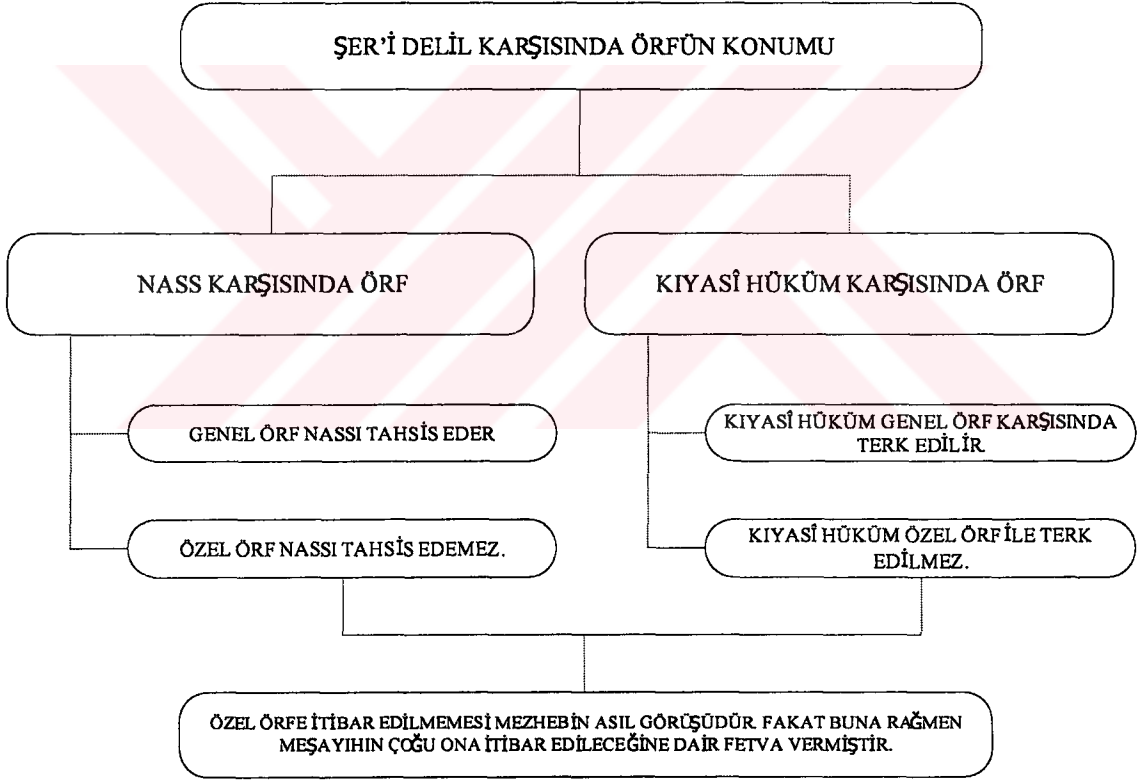 ŞER'İ DELİL KARŞISINDA ÖRFÜN KONUMU
NASS KARŞISINDA ÖRF
KIYASÎ HÜKÜM KARŞISINDA ÖRF
GENEL ÖRF NASSI TAHSİS EDER
KIYASÎ HÜKÜM GENEL ÖRF KARŞISINDA
TERK EDİLİR
ÖZEL ÖRF NASSI TAHSİS EDEMEZ.
KIYASÎ HÜKÜM ÖZEL ÖRF İLE TERK
EDİLMEZ.
ÖZEL ÖRFE İTİBAR EDİLMEMESİ MEZHEBİN ASIL GÖRÜŞÜDÜR. FAKAT BUNA RAĞMEN
MEŞAYIHIN ÇOĞU ONA İTİBAR EDİLECEĞİNE DAİR FETVA VERMİŞTİR.